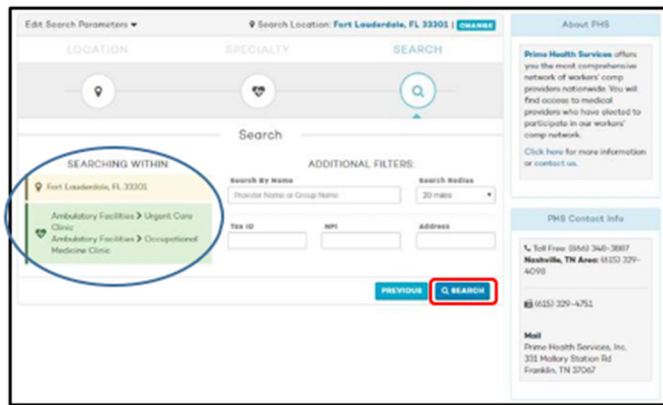 Edit Search Parameters
Search Location: Fort Lauderdale, FL 33301 | CHANGE
LOCATION
SPECIALTY
SEARCH
Search
SEARCHING WITHIN:
Fort Lauderdale, FL 33301
Ambulatory Facilities > Urgent Care
Clinic
Ambulatory Facilities > Occupational
Medicine Clinic
ADDITIONAL FILTERS:
Search By Name
Search Radius
Provider Name or Group Name
20 miles
Tax ID
NPI
Address
PREVIOUS
SEARCH
About PHS
Prime Health Services offers
you the most comprehensive
network of workers' comp
providers nationwide. You will
find access to medical
providers who have elected to
participate in our workers'
comp network.
Click here for more information
or contact us.
PHS Contact Info
Toll Free: (866) 348-3887
Nashville, TN Area: (615) 329-
4098
(615) 329-4751
Mail
Prime Health Services, Inc.
331 Mallory Station Rd
Franklin, TN 37067